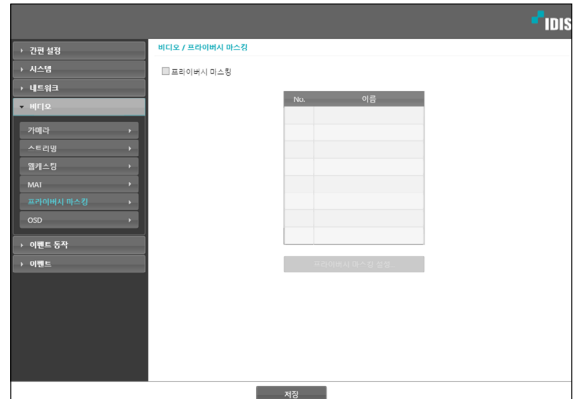 IDIS
간편 설정
시스템
네트워크
비디오
카메라
스트리밍
웹캐스팅
MAT
프라이버시 마스킹
OSD
이벤트 동작
이벤트
비디오 / 프라이버시 마스킹
프라이버시 마스킹
No. 이름
프라이버시 마스킹 설정
저장